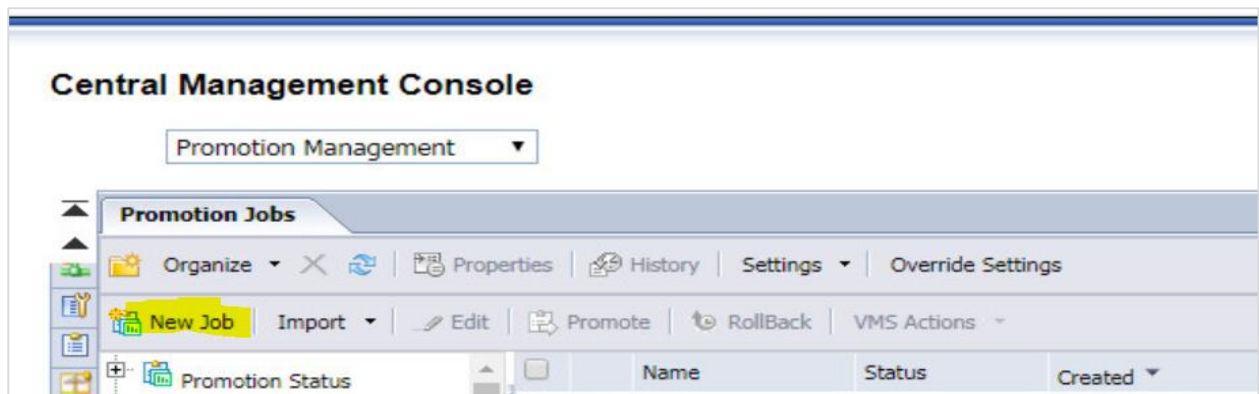 Central Management Console
Promotion Management
Promotion Jobs
Organize Properties History Settings Override Settings
New Job Import Edit Promote RollBack VMS Actions
Promotion Status Name Status Created